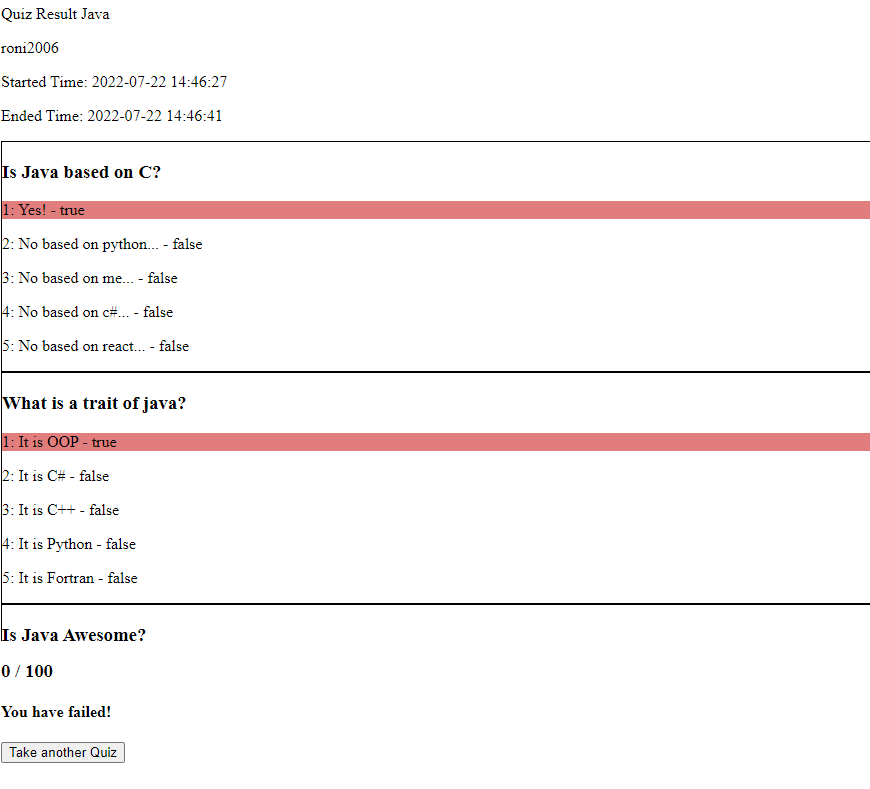 Quiz Result Java
roni2006
Started Time: 2022-07-22 14:46:27
Ended Time: 2022-07-22 14:46:41
Is Java based on C?
1: Yes! - true
2: No based on python... - false
3: No based on me... - false
4: No based on c#... - false
5: No based on react... - false
What is a trait of java?
1: It is OOP - true
2: It is C# - false
3: It is C++ - false
4: It is Python - false
5: It is Fortran - false
Is Java Awesome?
0 / 100
You have failed!
Take another Quiz